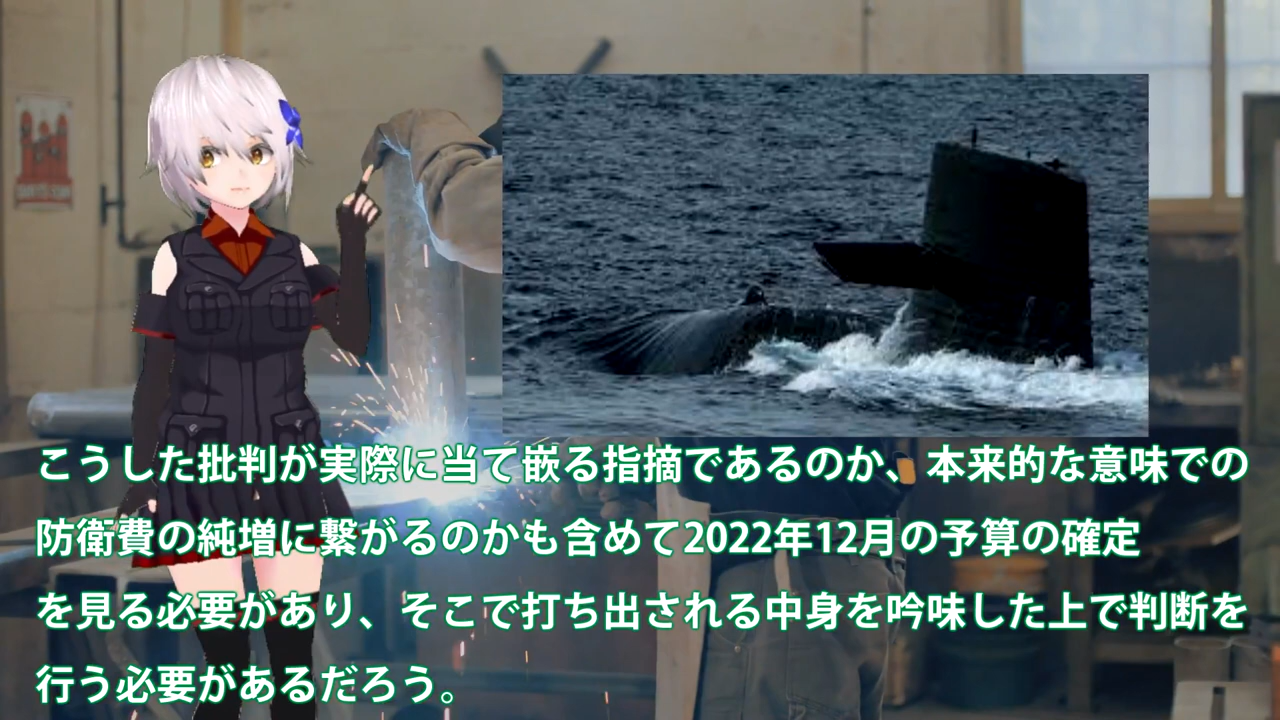 こうした批判が実際に当て嵌る指摘であるのか、本来的な意味での
防衛費の純増に繋がるのかも含めて2022年12月の予算の確定
を見る必要があり、そこで打ち出される中身を吟味した上で判断を
行う必要があるだろう。